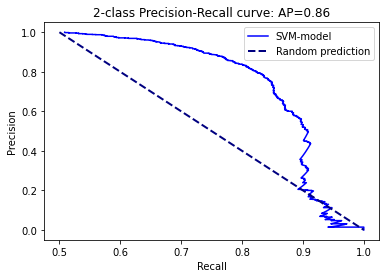 2-class Precision-Recall curve: AP=0.86
SVM-model
Random prediction
Precision
1.0
0.8
0.6
0.4
0.2
0.0
0.5
0.6
0.7
0.8
0.9
1.0
Recall